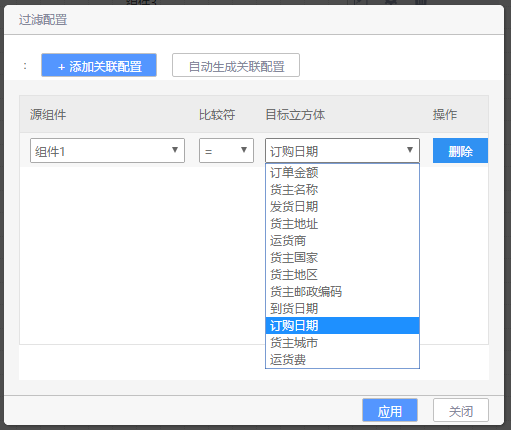 组件3
过滤配置
:
+ 添加关联配置
自动生成关联配置
源组件 比较符 目标立方体 操作
组件1 = 订购日期 删除
订单金额
货主名称
发货日期
货主地址
运货商
货主国家
货主地区
货主邮政编码
到货日期
订购日期
货主城市
运货费
应用 关闭